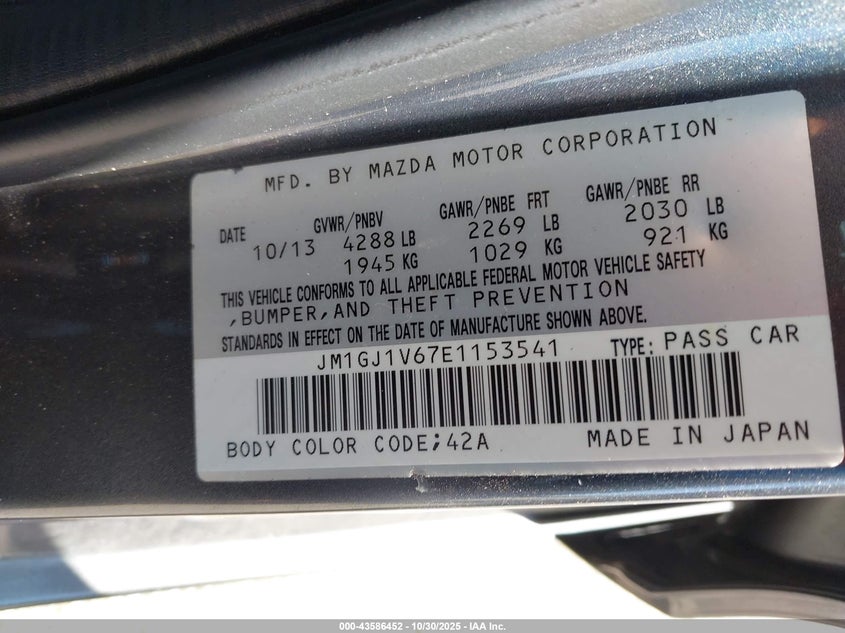 MFD. BY MAZDA MOTOR CORPORATION
DATE GVWR/PNBV GAWR/PNBE FRT GAWR/PNBE RR
10/13 4288 LB 2269 LB 2030 LB
1945 KG 1029 KG 921 KG
THIS VEHICLE CONFORMS TO ALL APPLICABLE FEDERAL MOTOR VEHICLE SAFETY
,BUMPER,AND THEFT PREVENTION
STANDARDS IN EFFECT ON THE DATE OF MANUFACTURE SHOWN ABOVE.
JM1GJ1V67E1153541 TYPE: PASS CAR
BODY COLOR CODE;42A MADE IN JAPAN
000-43586452 - 10/30/2025 - IAA Inc.